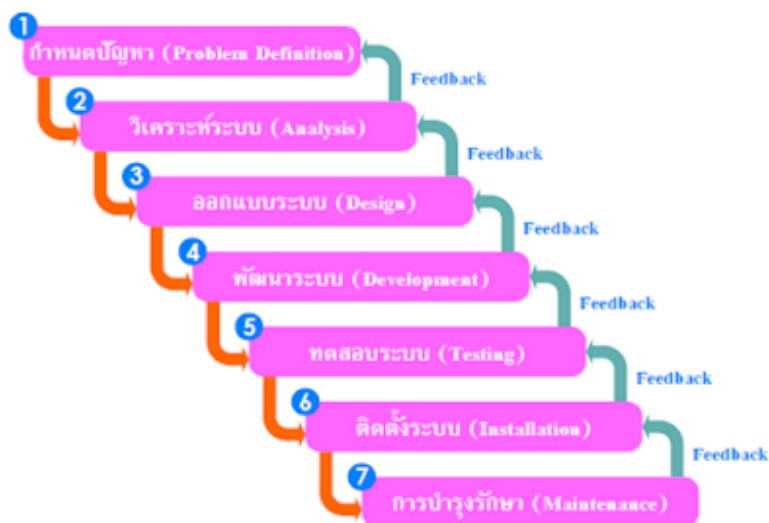 1
กำหนดปัญหา (Problem Definition)
Feedback
2
วิเคราะห์ระบบ (Analysis)
Feedback
3
ออกแบบระบบ (Design)
Feedback
4
พัฒนาระบบ (Development)
Feedback
5
ทดสอบระบบ (Testing)
Feedback
6
ติดตั้งระบบ (Installation)
Feedback
7
การบำรุงรักษา (Maintenance)